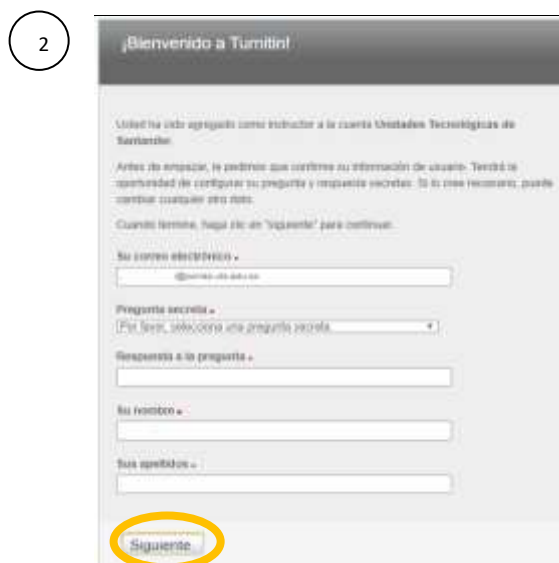 2
¡Bienvenido a Turnitin!
Usted ha sido agregado como instructor a la cuenta Unidades Tecnológicas de
Santander.
Antes de empezar, le pedimos que confirme su información de usuario. Tendrá la
oportunidad de configurar su pregunta y respuesta secretas. Si lo cree necesario, puede
cambiar cualquier otro dato.
Cuando termine, haga clic en "siguiente" para continuar.
Su correo electrónico
Pregunta secreta
Por favor, selecciona una pregunta secreta.
Respuesta a la pregunta
Su nombre
Sus apellidos
Siguiente